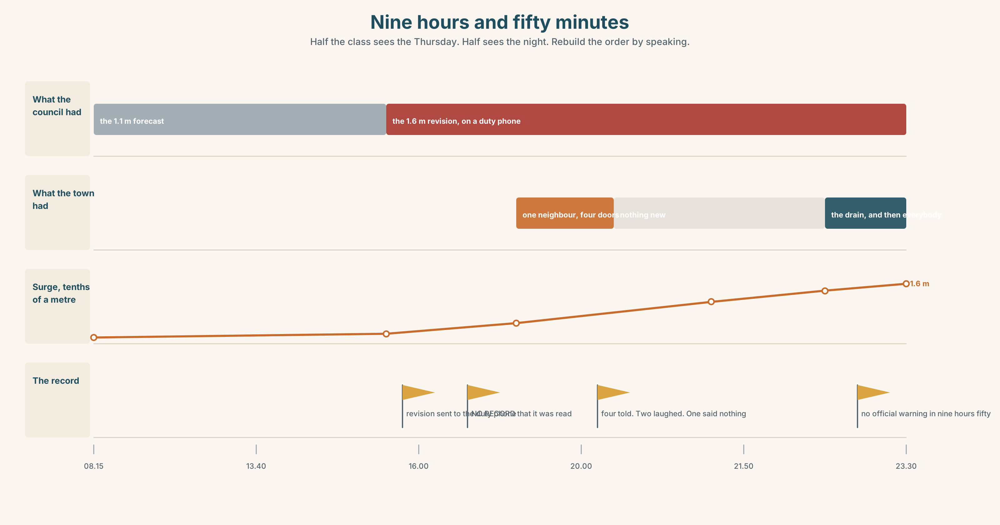 Nine hours and fifty minutes
Half the class sees the Thursday. Half sees the night. Rebuild the order by speaking.
What the
council had
the 1.1 m forecast
the 1.6 m revision, on a duty phone
What the town
had
one neighbour, four doors
nothing new
the drain, and then everybody
Surge, tenths
of a metre
1.6 m
The record
revision sent to the duty phone
NO RECORD that it was read
four told. Two laughed. One said nothing
no official warning in nine hours fifty
08.15
13.40
16.00
20.00
21.50
23.30